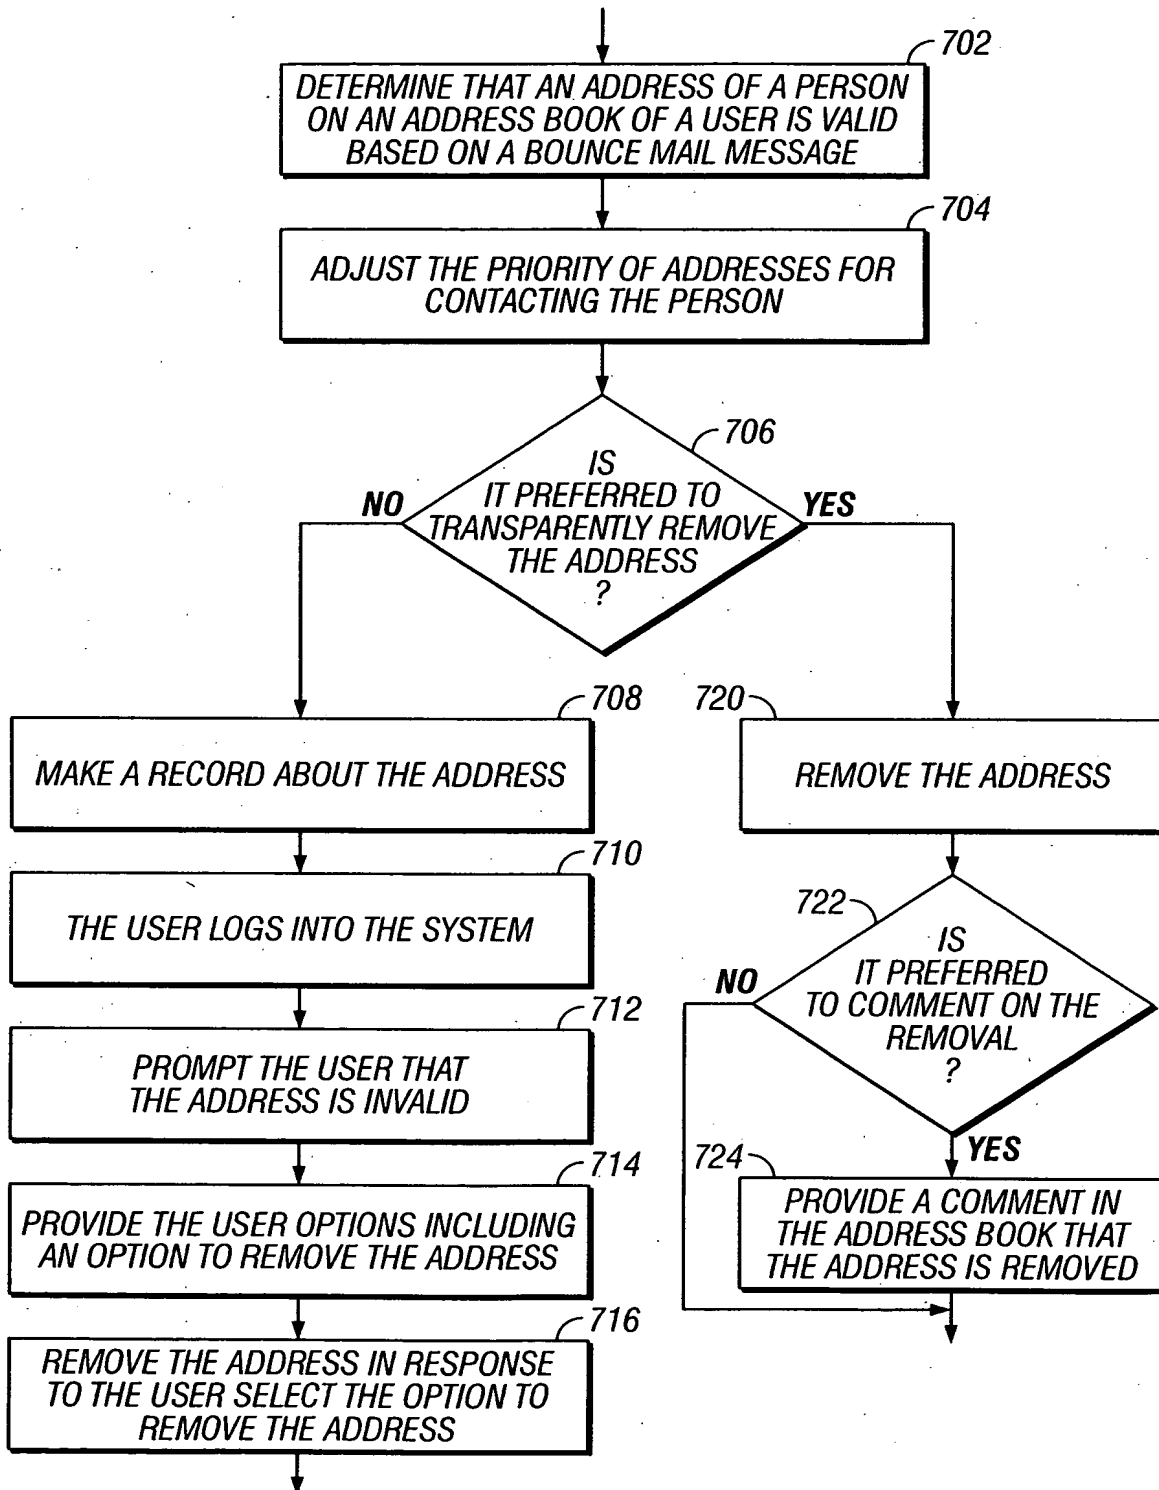 702
DETERMINE THAT AN ADDRESS OF A PERSON
ON AN ADDRESS BOOK OF A USER IS VALID
BASED ON A BOUNCE MAIL MESSAGE
704
ADJUST THE PRIORITY OF ADDRESSES FOR
CONTACTING THE PERSON
706
IS
IT PREFERRED TO
TRANSPARENTLY REMOVE
THE ADDRESS
?
NO
YES
708
MAKE A RECORD ABOUT THE ADDRESS
710
THE USER LOGS INTO THE SYSTEM
712
PROMPT THE USER THAT
THE ADDRESS IS INVALID
714
PROVIDE THE USER OPTIONS INCLUDING
AN OPTION TO REMOVE THE ADDRESS
716
REMOVE THE ADDRESS IN RESPONSE
TO THE USER SELECT THE OPTION TO
REMOVE THE ADDRESS
720
REMOVE THE ADDRESS
722
IS
IT PREFERRED
TO COMMENT ON THE
REMOVAL
?
NO
YES
724
PROVIDE A COMMENT IN
THE ADDRESS BOOK THAT
THE ADDRESS IS REMOVED